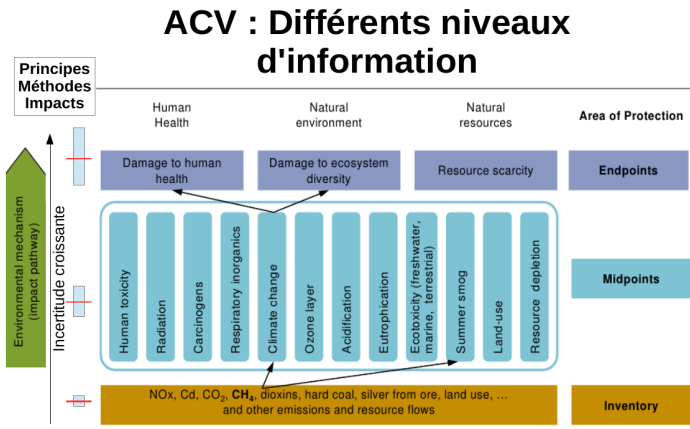 ACV : Différents niveaux
d'information
Principes
Méthodes
Impacts
Human
Health
Natural
environment
Natural
resources
Area of Protection
Damage to human
health
Damage to ecosystem
diversity
Resource scarcity
Endpoints
Environmental mechanism
(impact pathway)
Incertitude croissante
Human toxicity
Radiation
Carcinogens
Respiratory inorganics
Climate change
Ozone layer
Acidification
Eutrophication
Ecotoxicity (freshwater,
marine, terrestrial)
Summer smog
Land-use
Resource depletion
Midpoints
NOx, Cd, CO₂, CH₄, dioxins, hard coal, silver from ore, land use, ...
and other emissions and resource flows
Inventory